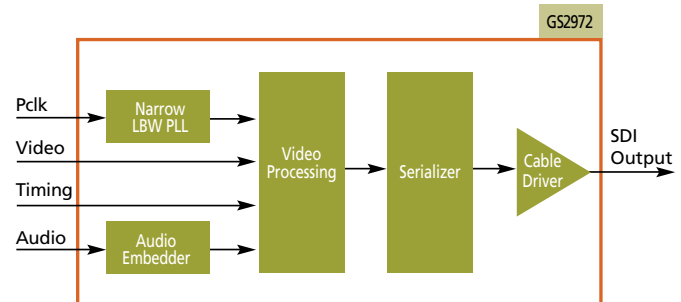 GS2972
Pclk
Narrow
LBW PLL
Video
Timing
Audio
Audio
Embedder
Video
Processing
Serializer
Cable
Driver
SDI
Output